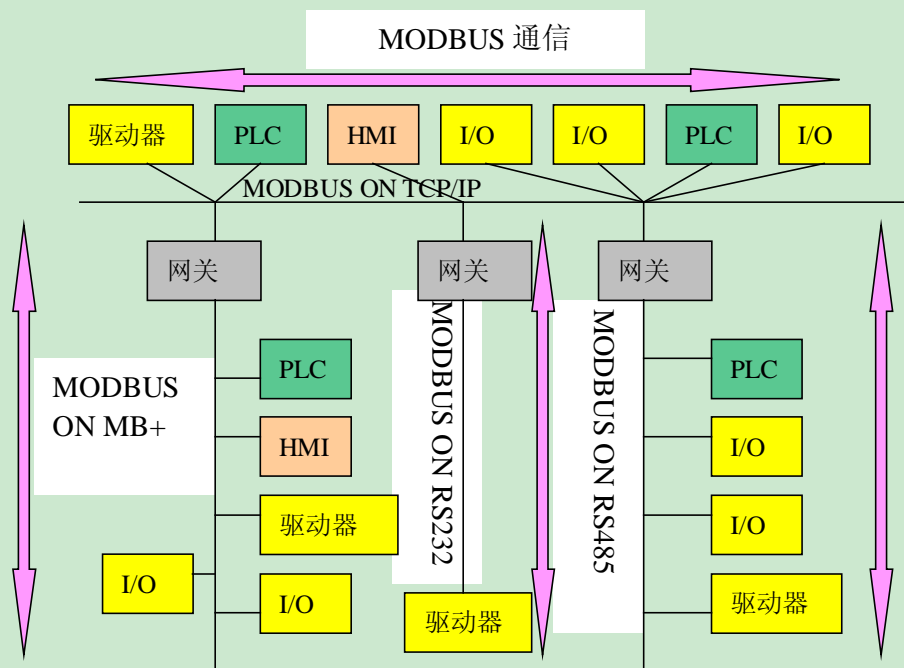 MODBUS 通信
驱动器
PLC
HMI
I/O
I/O
PLC
I/O
MODBUS ON TCP/IP
网关
网关
网关
MODBUS
ON MB+
PLC
HMI
驱动器
I/O
I/O
MODBUS ON RS232
驱动器
MODBUS ON RS485
PLC
I/O
I/O
驱动器